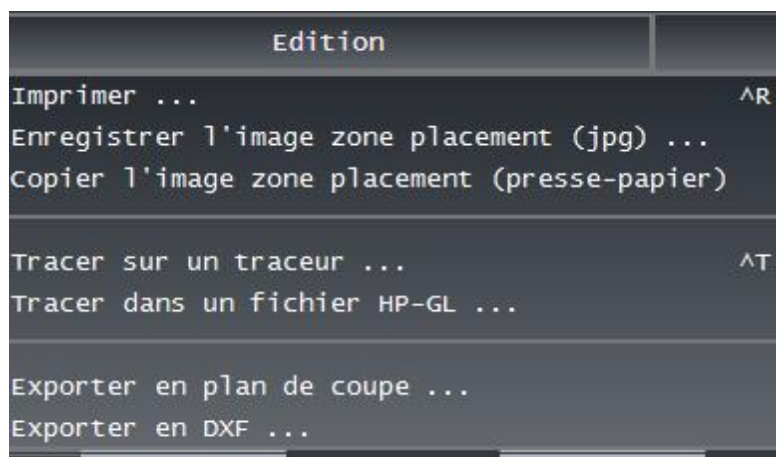 Edition
Imprimer ... ^R
Enregistrer l'image zone placement (jpg) ...
Copier l'image zone placement (presse-papier)
Tracer sur un traceur ... ^T
Tracer dans un fichier HP-GL ...
Exporter en plan de coupe ...
Exporter en DXF ...